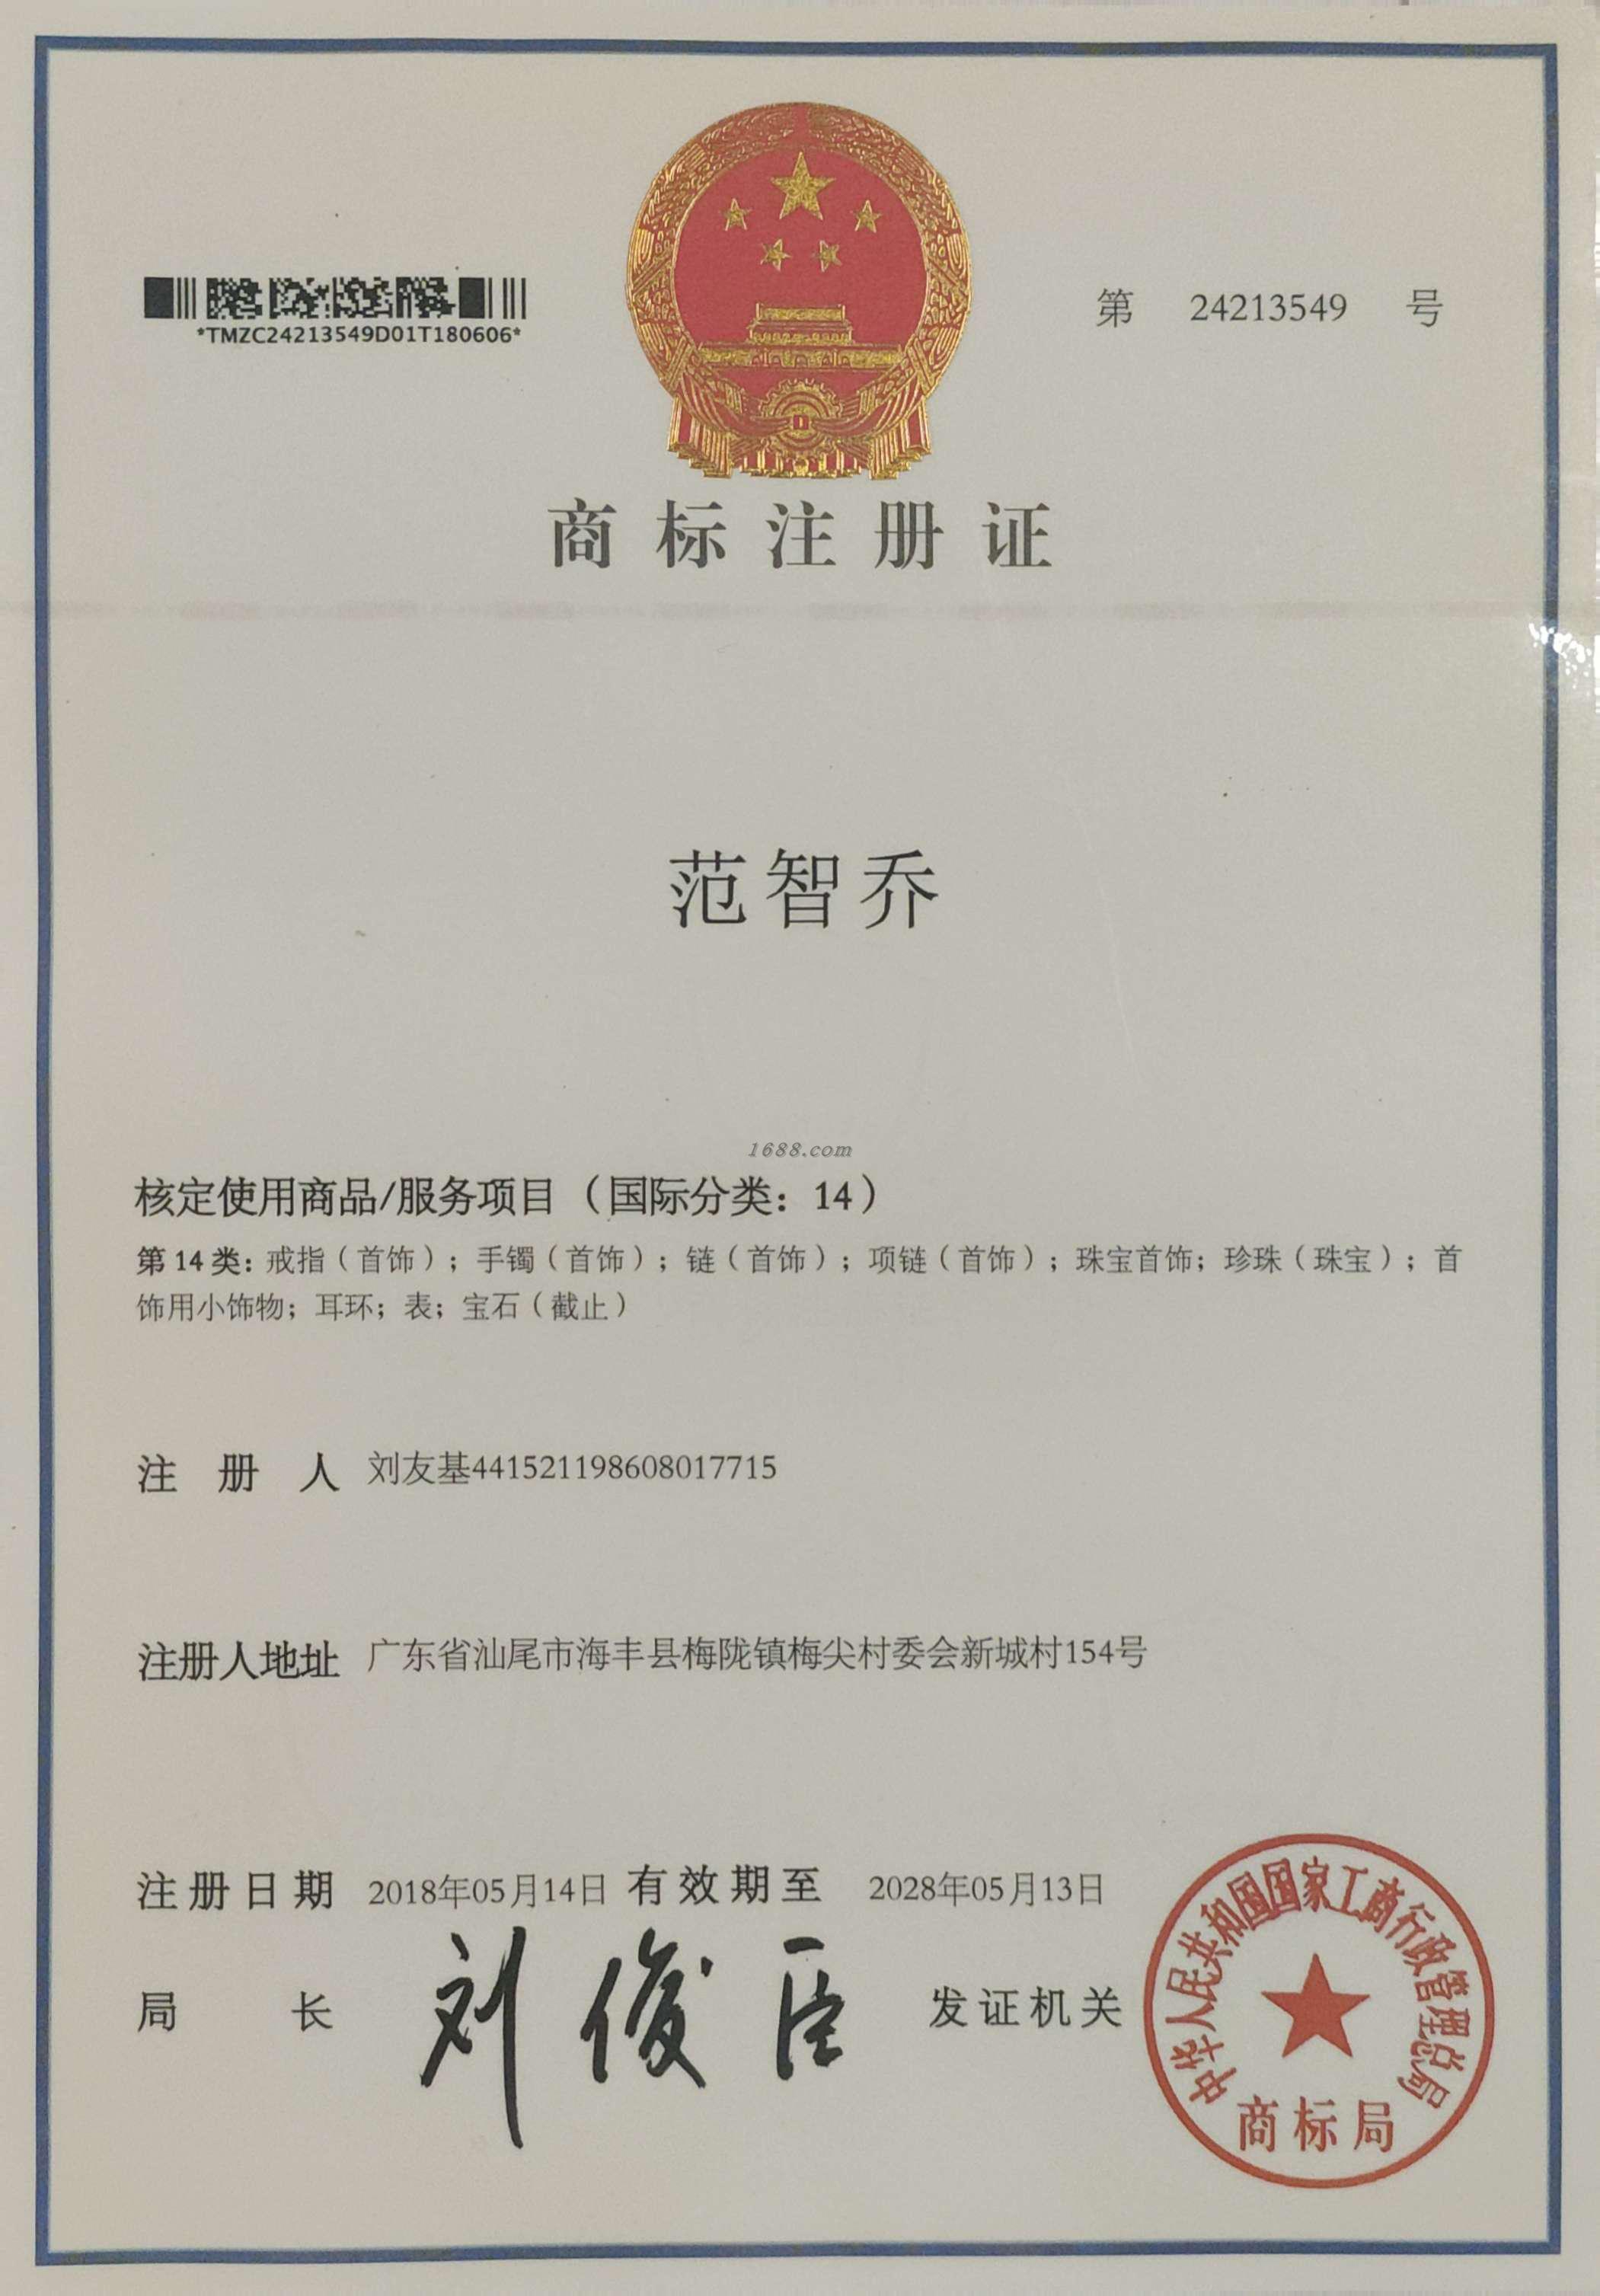 *TMZC24213549D01T180606*
第 24213549 号
商标注册证
范智乔
1688.com
核定使用商品/服务项目（国际分类：14）
第14类：戒指（首饰）；手镯（首饰）；链（首饰）；项链（首饰）；珠宝首饰；珍珠（珠宝）；首
饰用小饰物；耳环；表；宝石（截止）
注册人 刘友基441521198608017715
注册人地址 广东省汕尾市海丰县梅陇镇梅尖村委会新城村154号
注册日期 2018年05月14日 有效期至 2028年05月13日
局长 刘俊臣 发证机关
中华人民共和国国家工商行政管理总局
商标局